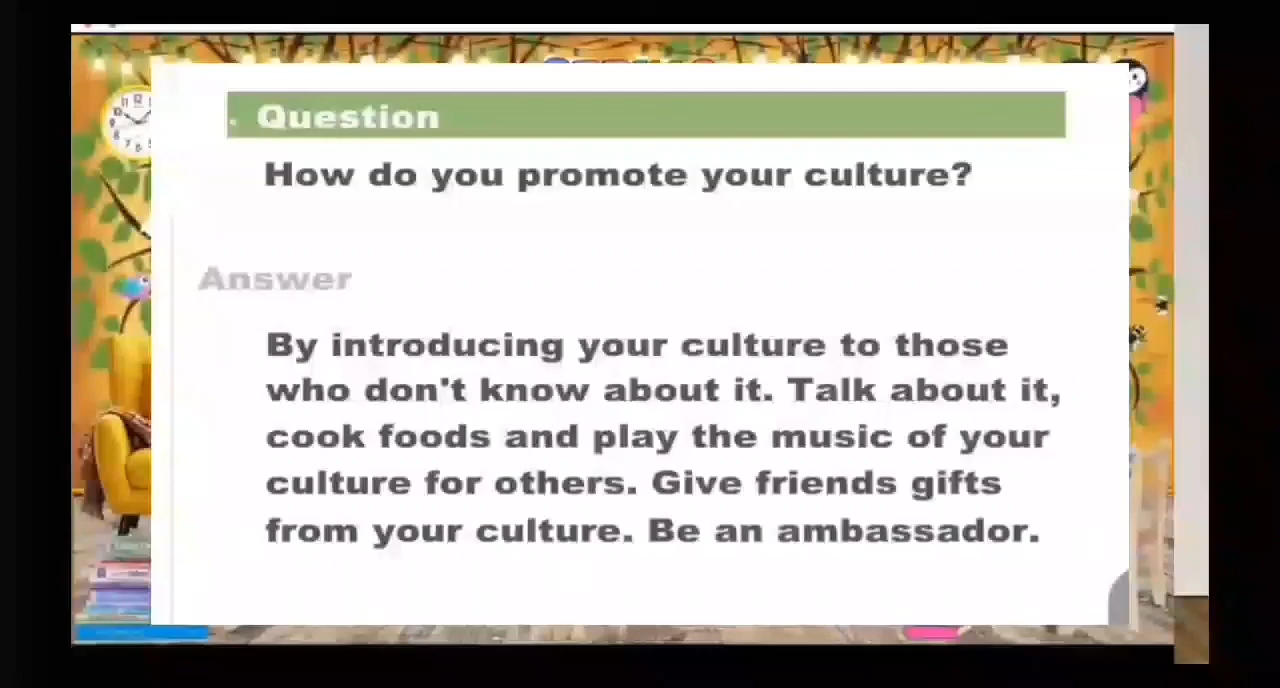 Question
How do you promote your culture?
Answer
By introducing your culture to those
who don't know about it. Talk about it,
cook foods and play the music of your
culture for others. Give friends gifts
from your culture. Be an ambassador.